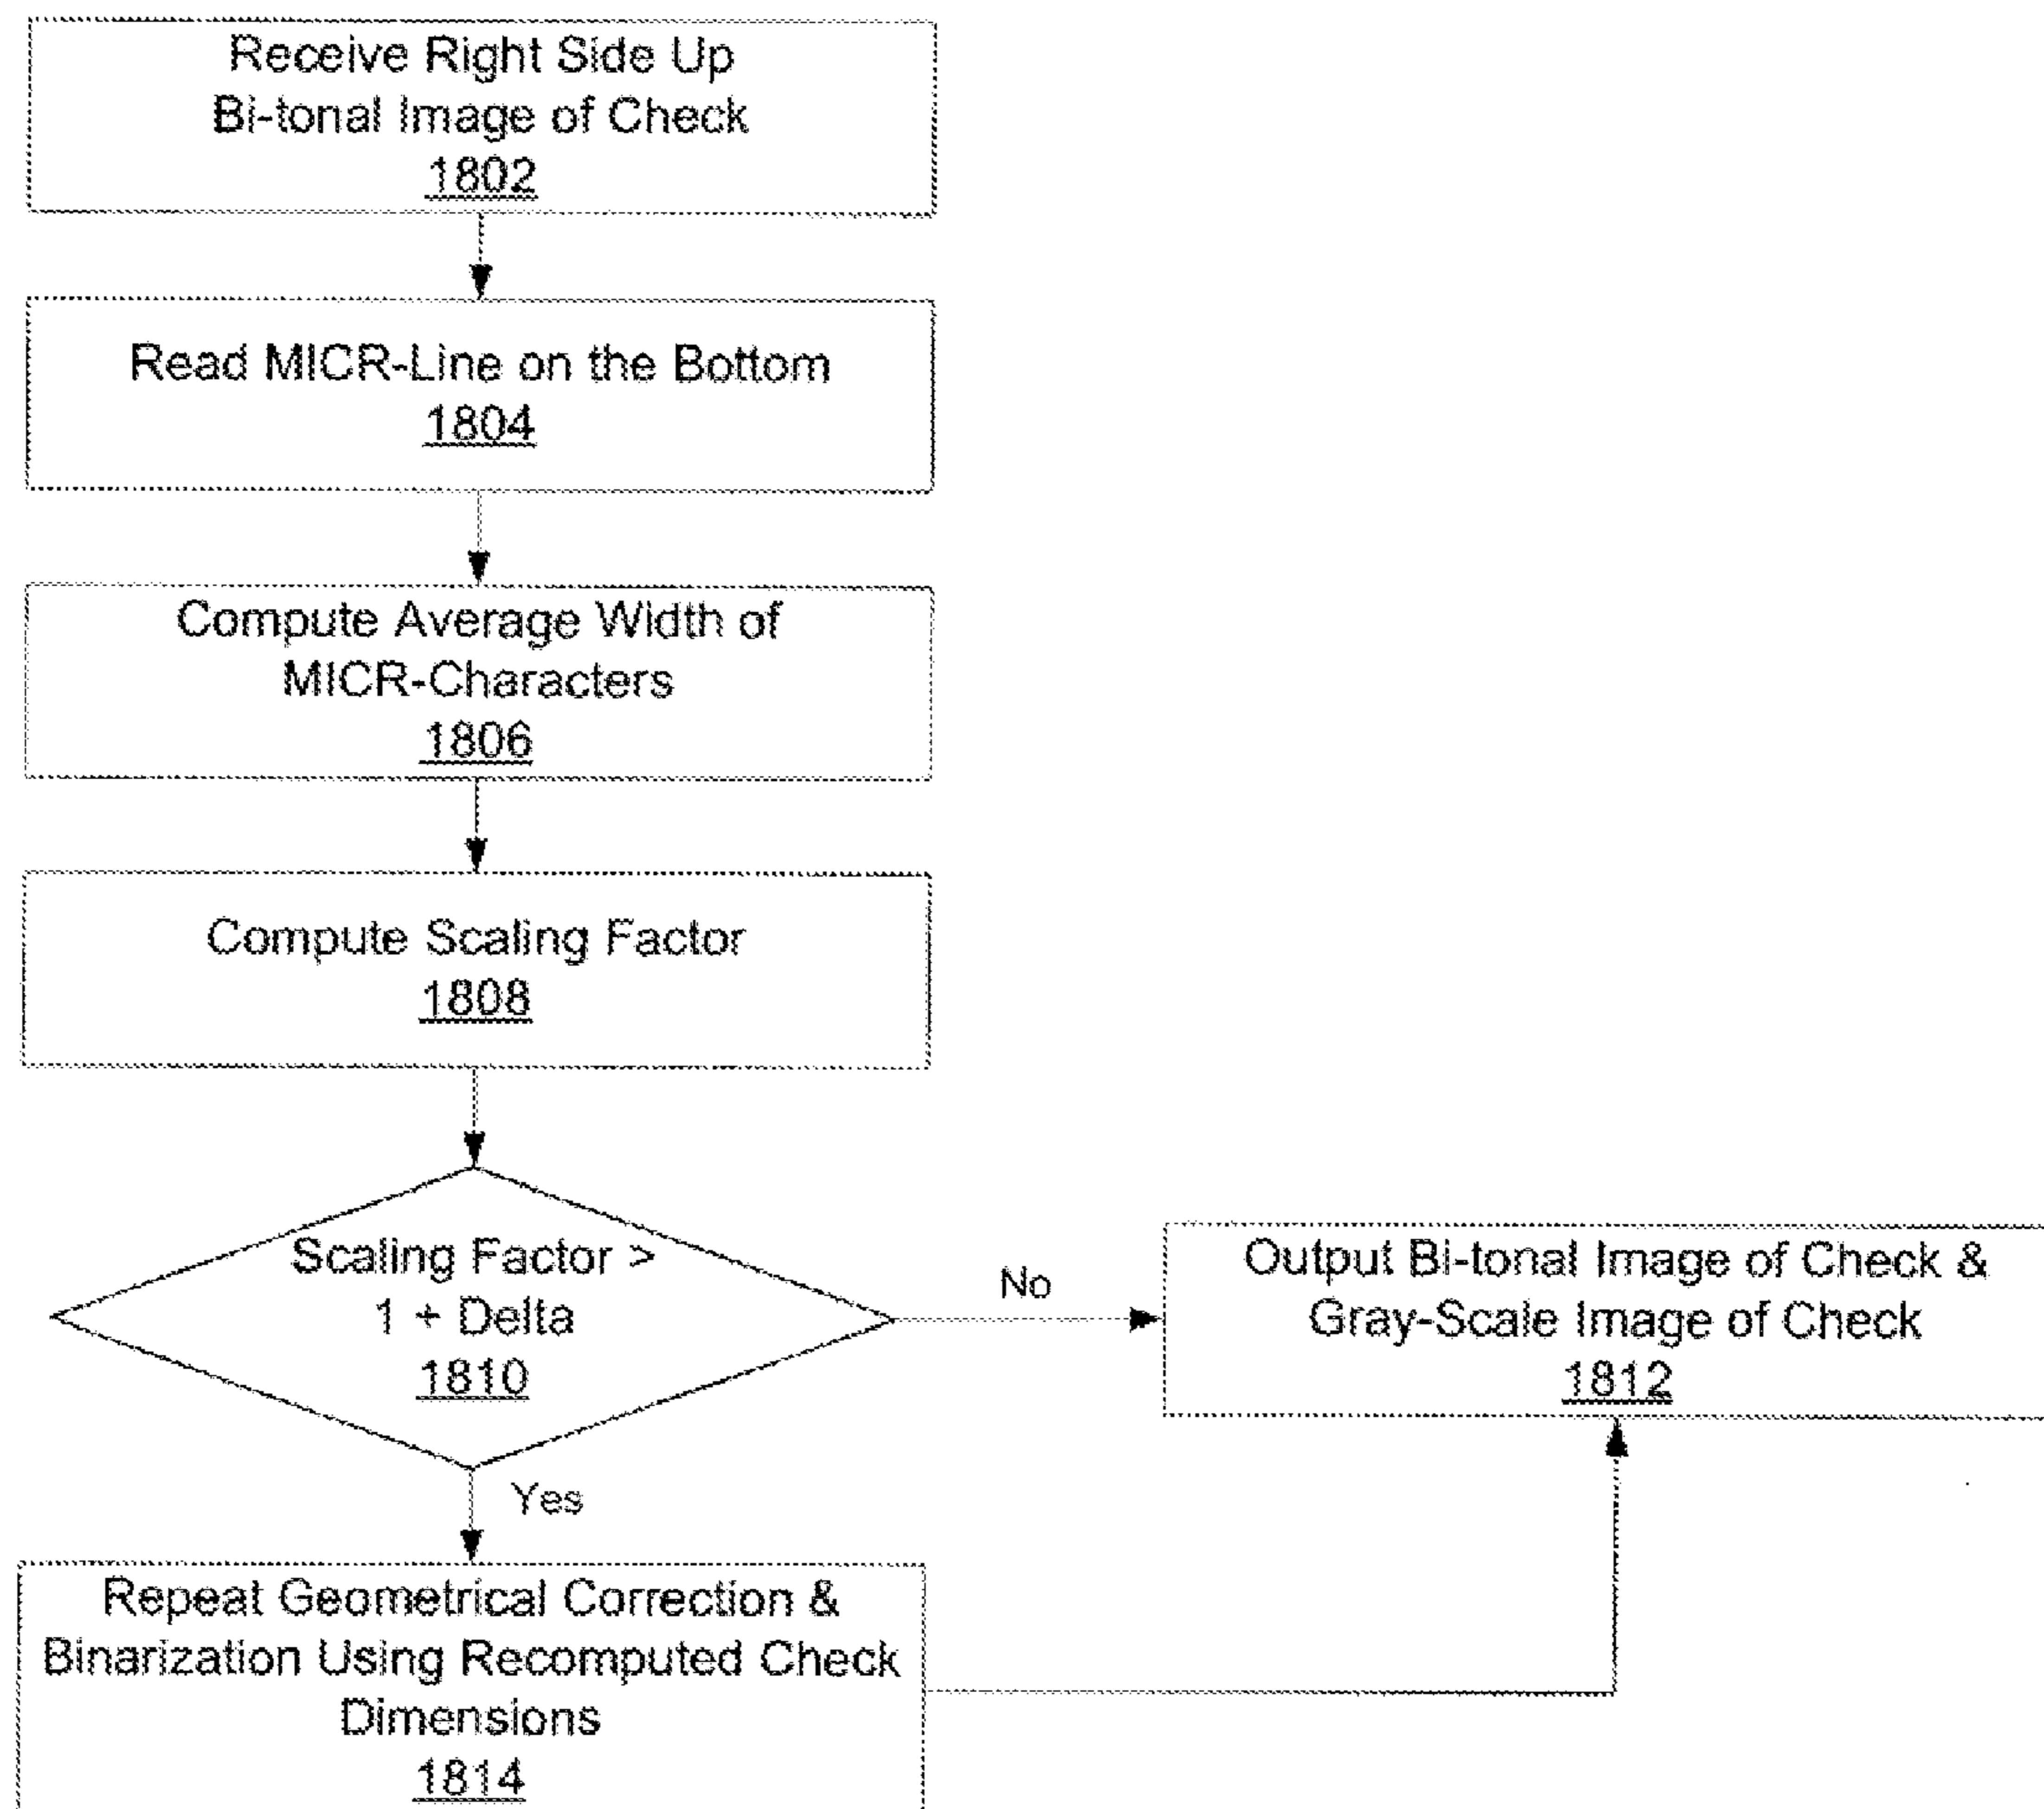 Receive Right Side Up
Bi-tonal Image of Check
1802
Read MICR-Line on the Bottom
1804
Compute Average Width of
MICR-Characters
1806
Compute Scaling Factor
1808
Scaling Factor >
1 + Delta
1810
No
Output Bi-tonal Image of Check &
Gray-Scale Image of Check
1812
Yes
Repeat Geometrical Correction &
Binarization Using Recomputed Check
Dimensions
1814